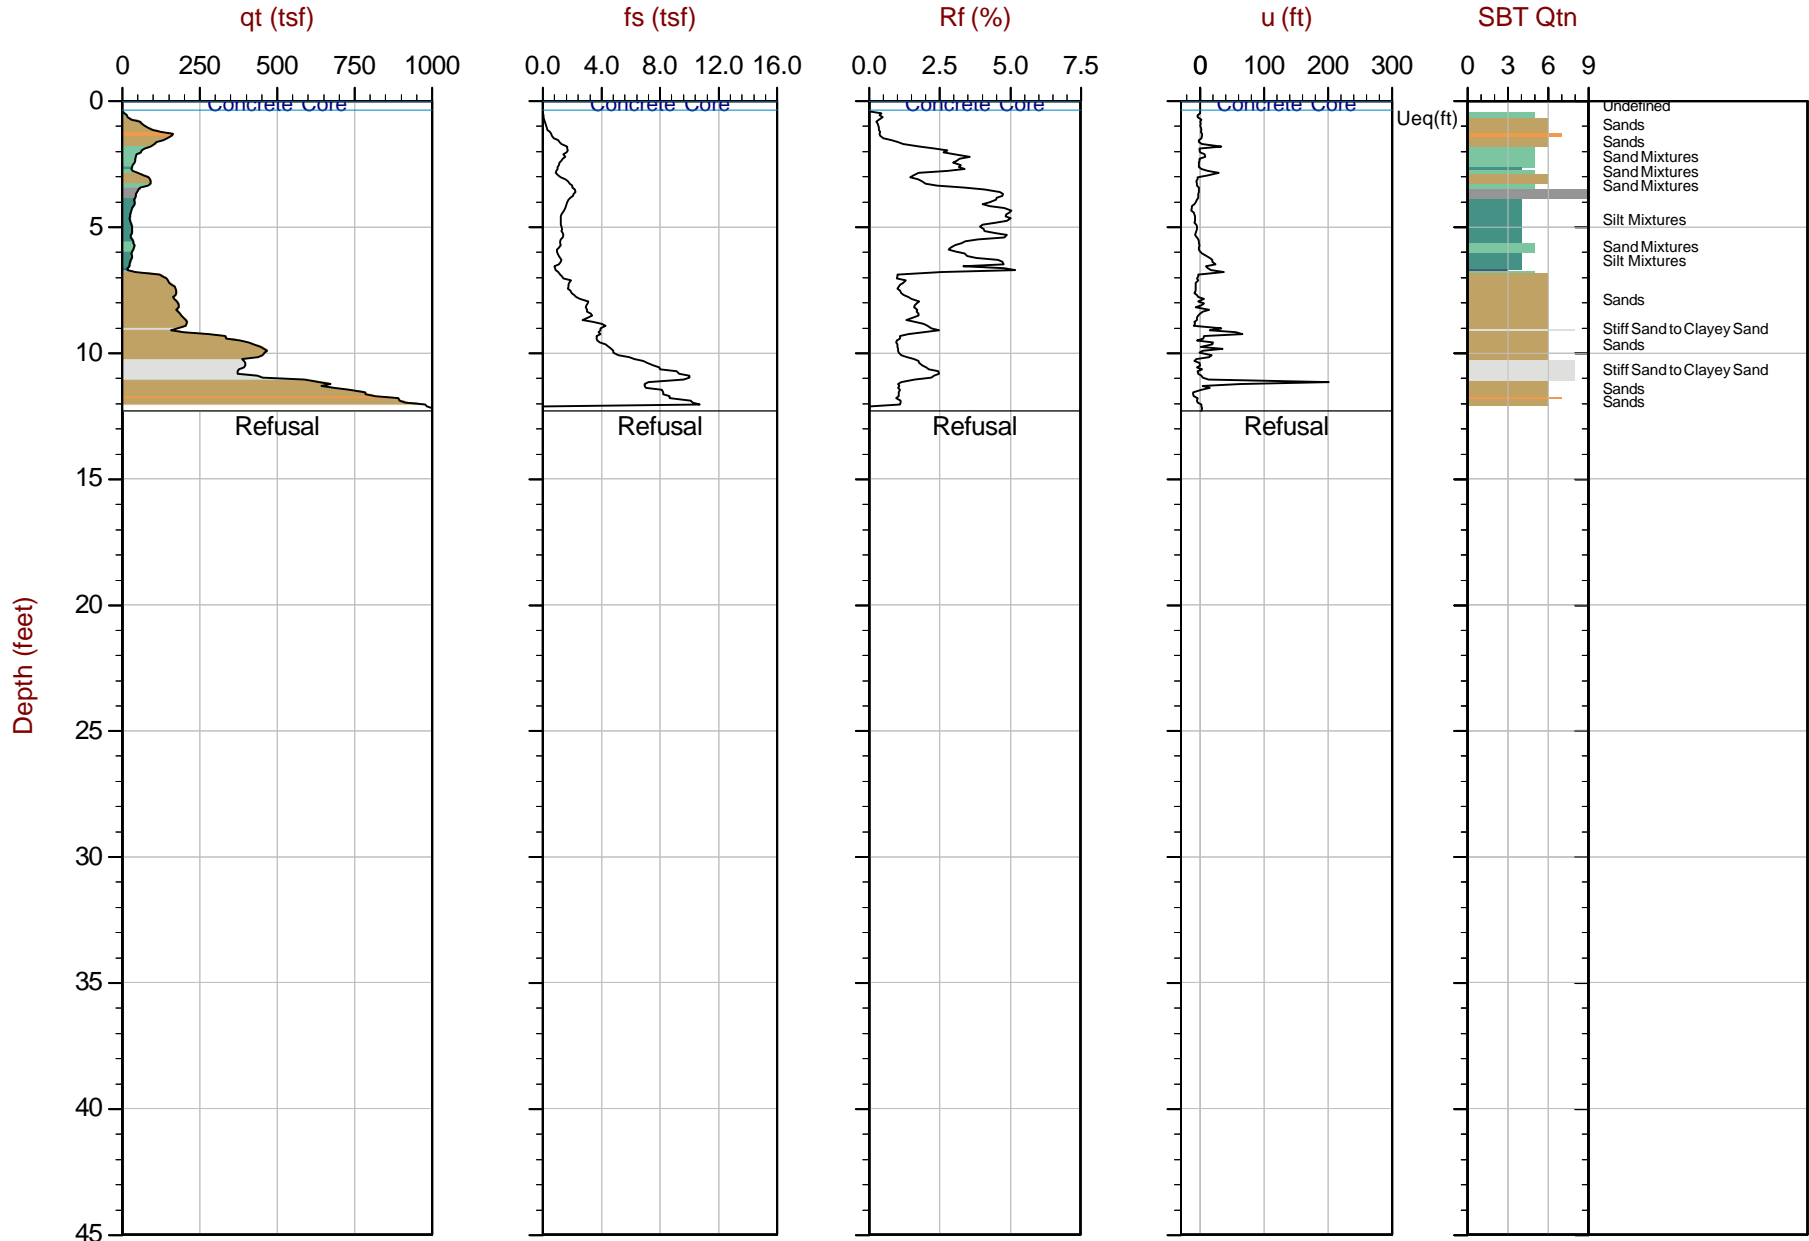 qt (tsf) fs (tsf) Rf (%) u (ft) SBT Qtn
0 250 500 750 1000 0.0 4.0 8.0 12.0 16.0 0.0 2.5 5.0 7.5 0 100 200 300 0 3 6 9
0 Concrete Core Concrete Core Concrete Core Concrete Core Undefined
Ueq(ft)
Sands
Sands
Sand Mixtures
Sand Mixtures
Sand Mixtures
5 Silt Mixtures
Sand Mixtures
Silt Mixtures
Sands
Stiff Sand to Clayey Sand
10 Sands
Stiff Sand to Clayey Sand
Sands
Sands
Refusal Refusal Refusal Refusal
15
20
Depth (feet)
25
30
35
40
45